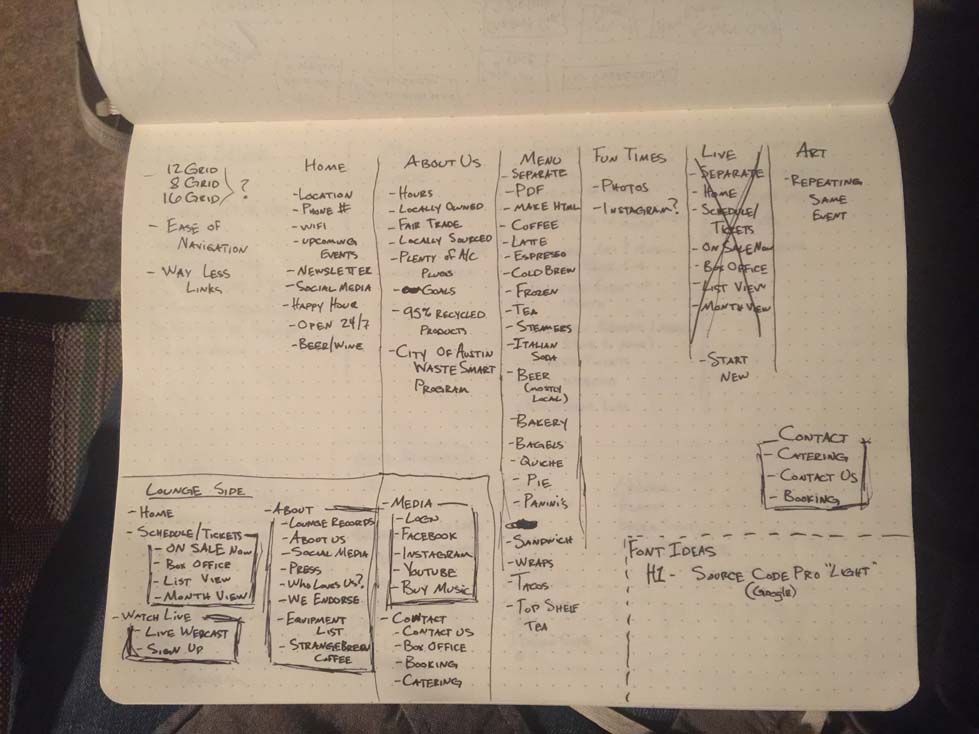 - 12 GRID
8 GRID
16 GRID
?
- EASE OF
NAVIGATION
- WAY LESS
LINKS
HOME
- LOCATION
- PHONE #
- WIFI
- UPCOMING
EVENTS
- NEWSLETTER
- SOCIAL MEDIA
- HAPPY HOUR
- OPEN 24/7
- BEER/WINE
ABOUT US
- HOURS
- LOCALLY OWNED
- FAIR TRADE
- LOCALLY SOURCED
- PLENTY OF A/C
PLUGS
- GOALS
- 95% RECYCLED
PRODUCTS
- CITY OF AUSTIN
WASTE SMART
PROGRAM
MENU
- SEPARATE
- PDF
- MAKE HTML
- COFFEE
- LATTE
- ESPRESSO
- COLD BREW
- FROZEN
- TEA
- STEAMERS
- ITALIAN
SODA
- BEER
(MOSTLY
LOCAL)
- BAKERY
- BAGELS
- QUICHE
- PIE
- PANINI'S
- SANDWICH
- WRAPS
- TACOS
- TOP SHELF
TEA
FUN TIMES
- PHOTOS
- INSTAGRAM?
LIVE
- SEPARATE
- HOME
- SCHEDULE/
TICKETS
- ON SALE NOW
- BOX OFFICE
- LIST VIEW
- MONTH VIEW
- START
NEW
ART
- REPEATING
SAME
EVENT
CONTACT
- CATERING
- CONTACT US
- BOOKING
LOUNGE SIDE
- HOME
- SCHEDULE/TICKETS
- ON SALE NOW
- BOX OFFICE
- LIST VIEW
- MONTH VIEW
- WATCH LIVE
- LIVE WEBCAST
- SIGN UP
- ABOUT
- LOUNGE RECORDS
- ABOUT US
- SOCIAL MEDIA
- PRESS
- WHO LOVES US?
- WE ENDORSE
- EQUIPMENT
LIST
- STRANGE BREW
COFFEE
- MEDIA
- LOGN
- FACEBOOK
- INSTAGRAM
- YOUTUBE
- BUY MUSIC
- CONTACT
- CONTACT US
- BOX OFFICE
- BOOKING
- CATERING
FONT IDEAS
H1 - SOURCE CODE PRO "LIGHT"
(GOOGLE)